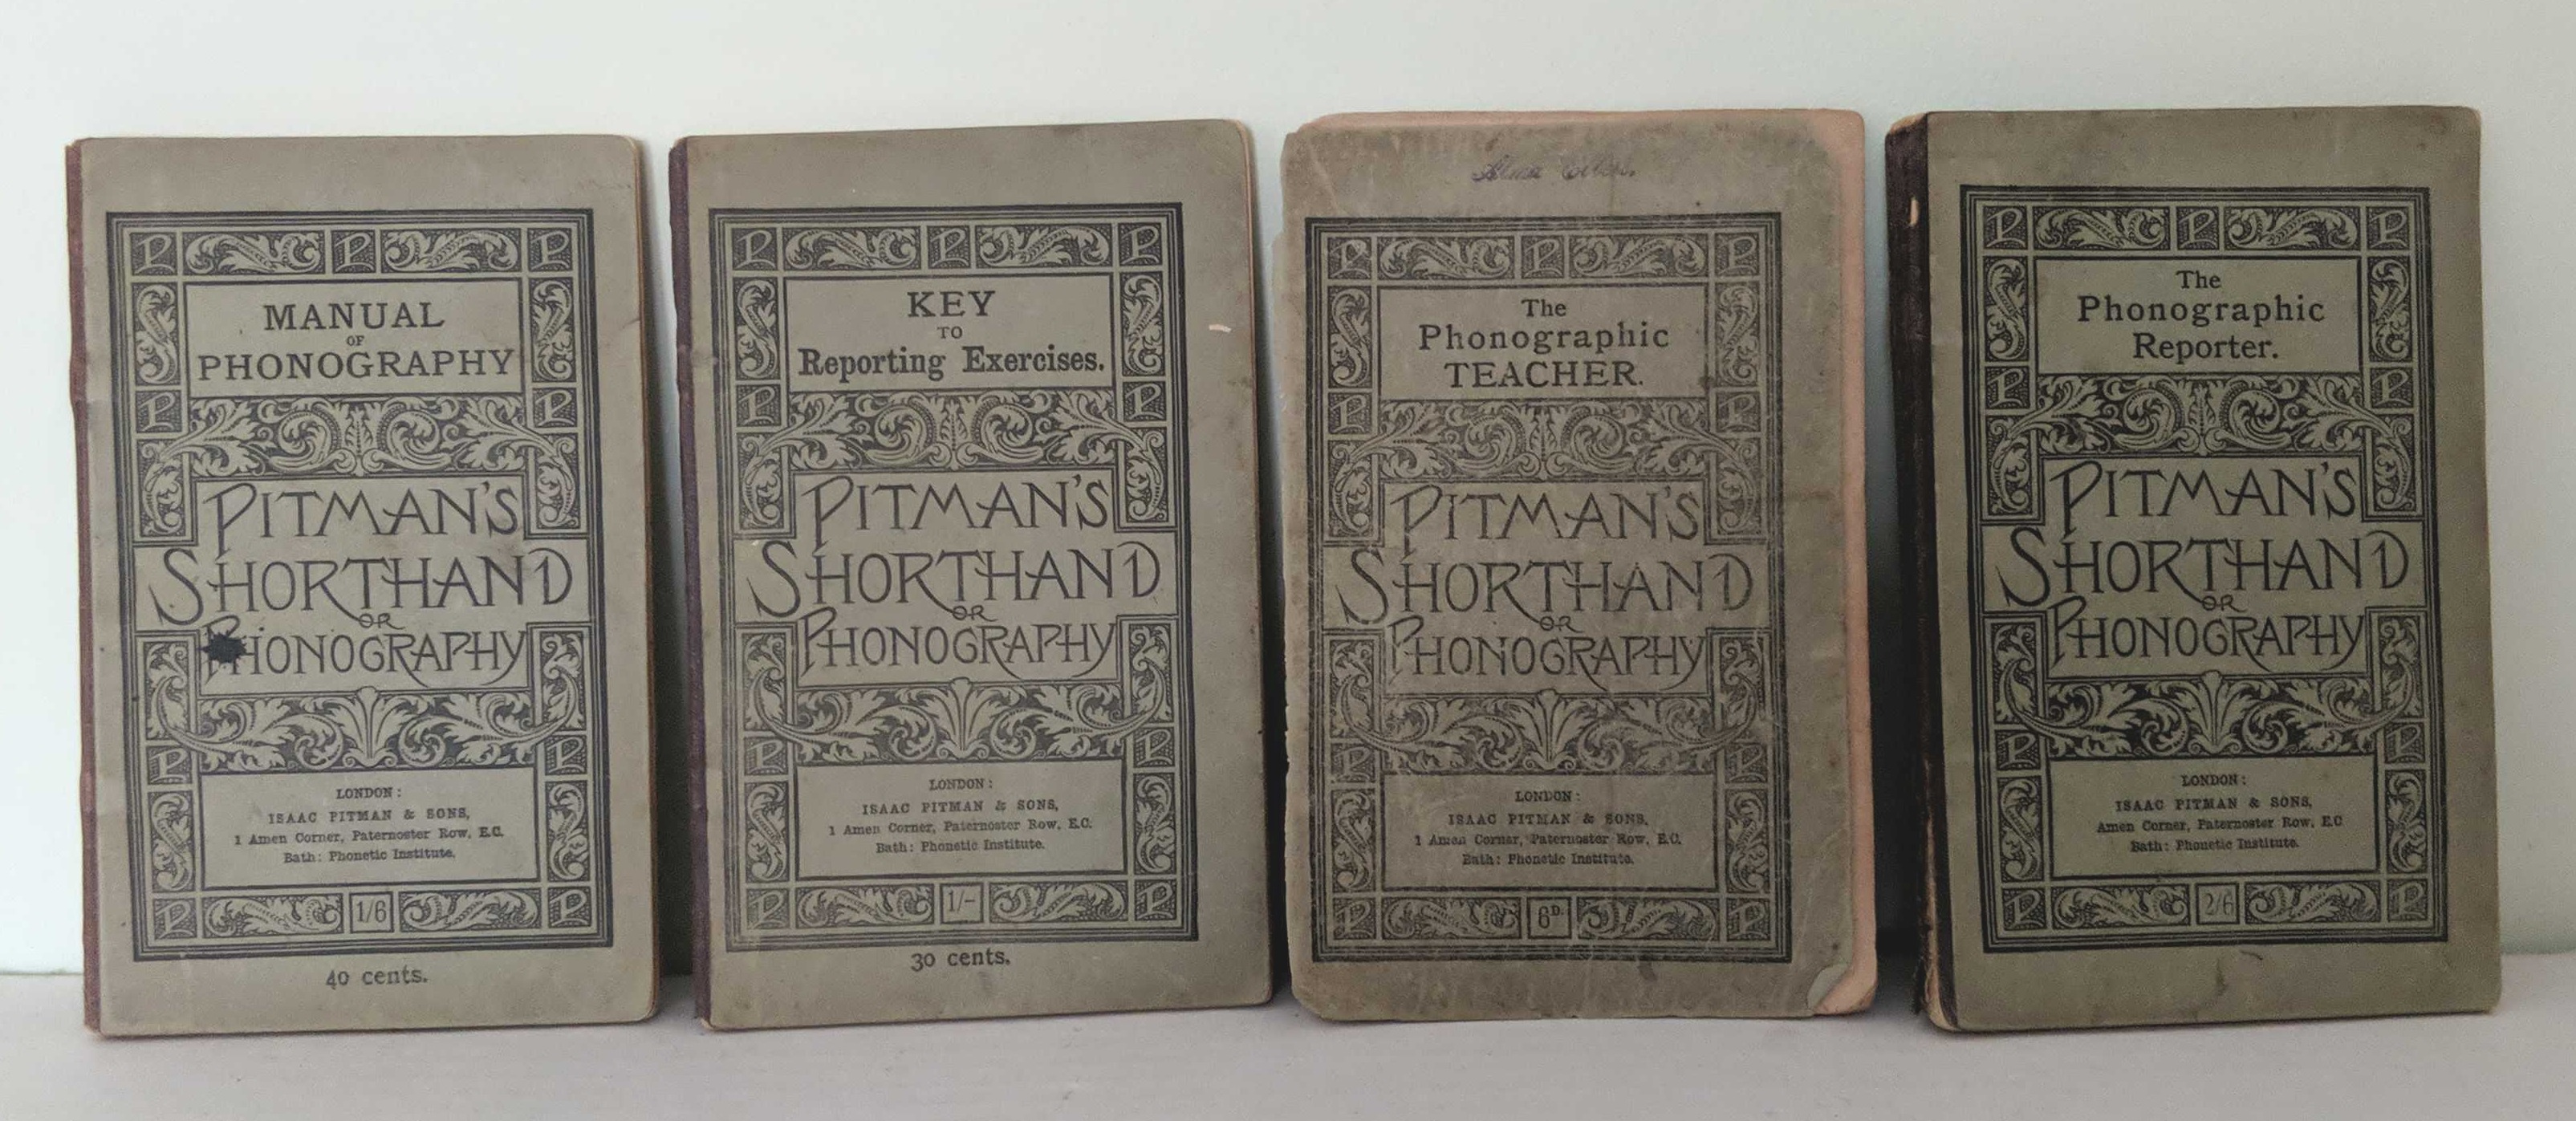 MANUAL
OF
PHONOGRAPHY
PITMAN'S
SHORTHAND
OR
PHONOGRAPHY
LONDON:
ISAAC PITMAN & SONS,
1 Amen Corner, Paternoster Row, E.C.
Bath: Phonetic Institute.
1/6
40 cents.
KEY
TO
Reporting Exercises.
PITMAN'S
SHORTHAND
OR
PHONOGRAPHY
LONDON:
ISAAC PITMAN & SONS,
1 Amen Corner, Paternoster Row, E.C.
Bath: Phonetic Institute.
1/-
30 cents.
The
Phonographic
TEACHER.
PITMAN'S
SHORTHAND
OR
PHONOGRAPHY
LONDON:
ISAAC PITMAN & SONS,
1 Amen Corner, Paternoster Row, E.C.
Bath: Phonetic Institute.
The
Phonographic
Reporter.
PITMAN'S
SHORTHAND
OR
PHONOGRAPHY
LONDON:
ISAAC PITMAN & SONS,
Amen Corner, Paternoster Row, E.C
Bath: Phonetic Institute.
2/6